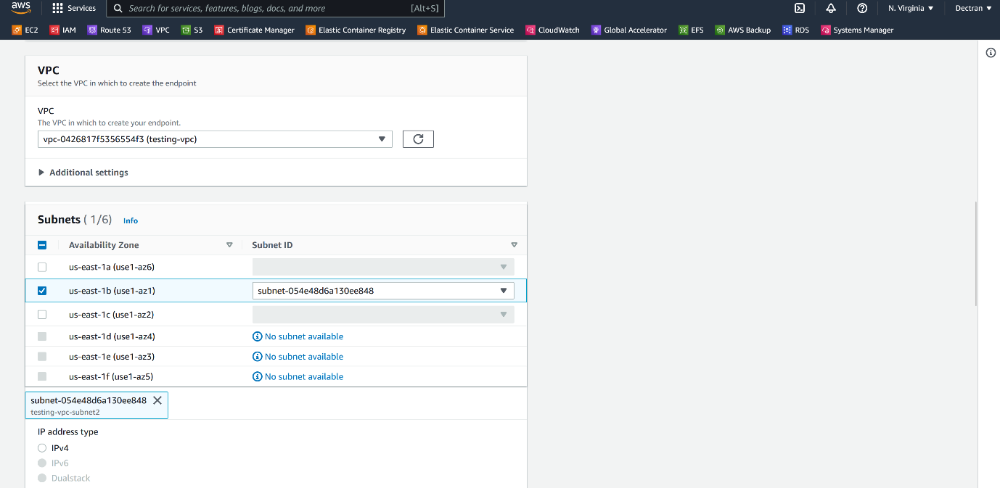 aws
Services
Search for services, features, blogs, docs, and more
[Alt+S]
N. Virginia
Dectran
EC2
IAM
Route 53
VPC
S3
Certificate Manager
Elastic Container Registry
Elastic Container Service
CloudWatch
Global Accelerator
EFS
AWS Backup
RDS
Systems Manager
VPC
Select the VPC in which to create the endpoint
VPC
The VPC in which to create your endpoint.
vpc-0426817f5356554f3 (testing-vpc)
Additional settings
Subnets ( 1/6) Info
Availability Zone Subnet ID
us-east-1a (use1-az6)
us-east-1b (use1-az1) subnet-054e48d6a130ee848
us-east-1c (use1-az2)
us-east-1d (use1-az4) No subnet available
us-east-1e (use1-az3) No subnet available
us-east-1f (use1-az5) No subnet available
subnet-054e48d6a130ee848
testing-vpc-subnet2
IP address type
IPv4
IPv6
Dualstack